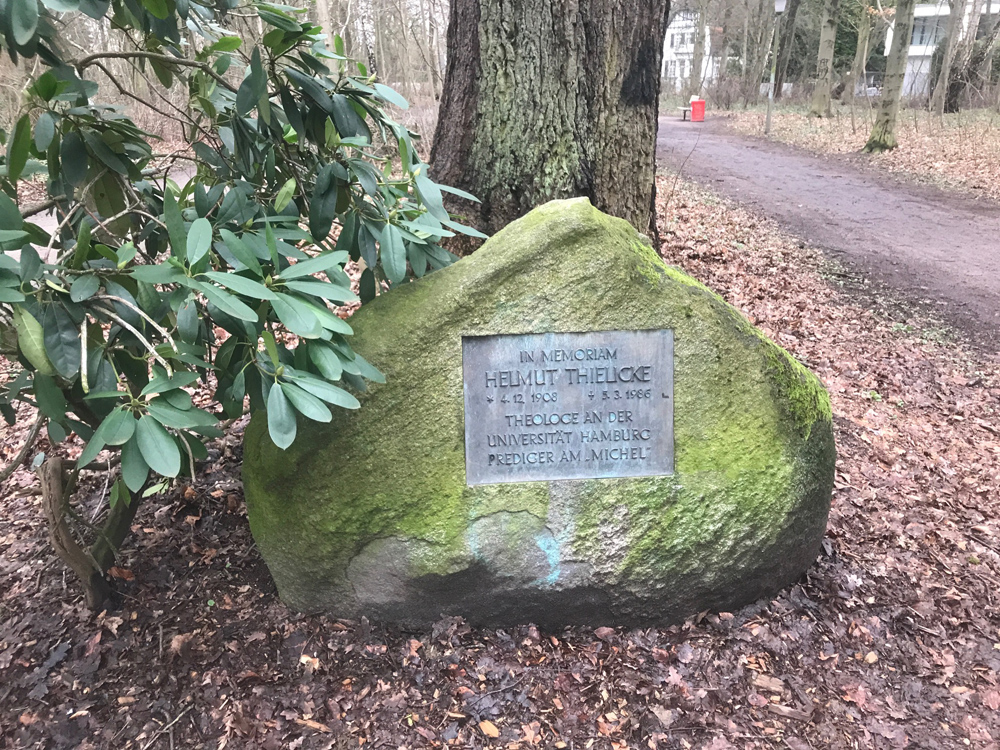 IN MEMORIAM
HELMUT THIELICKE
* 4.12.1908 ✝ 5.3.1986
THEOLOGE AN DER
UNIVERSITÄT HAMBURG
PREDIGER AM „MICHEL"